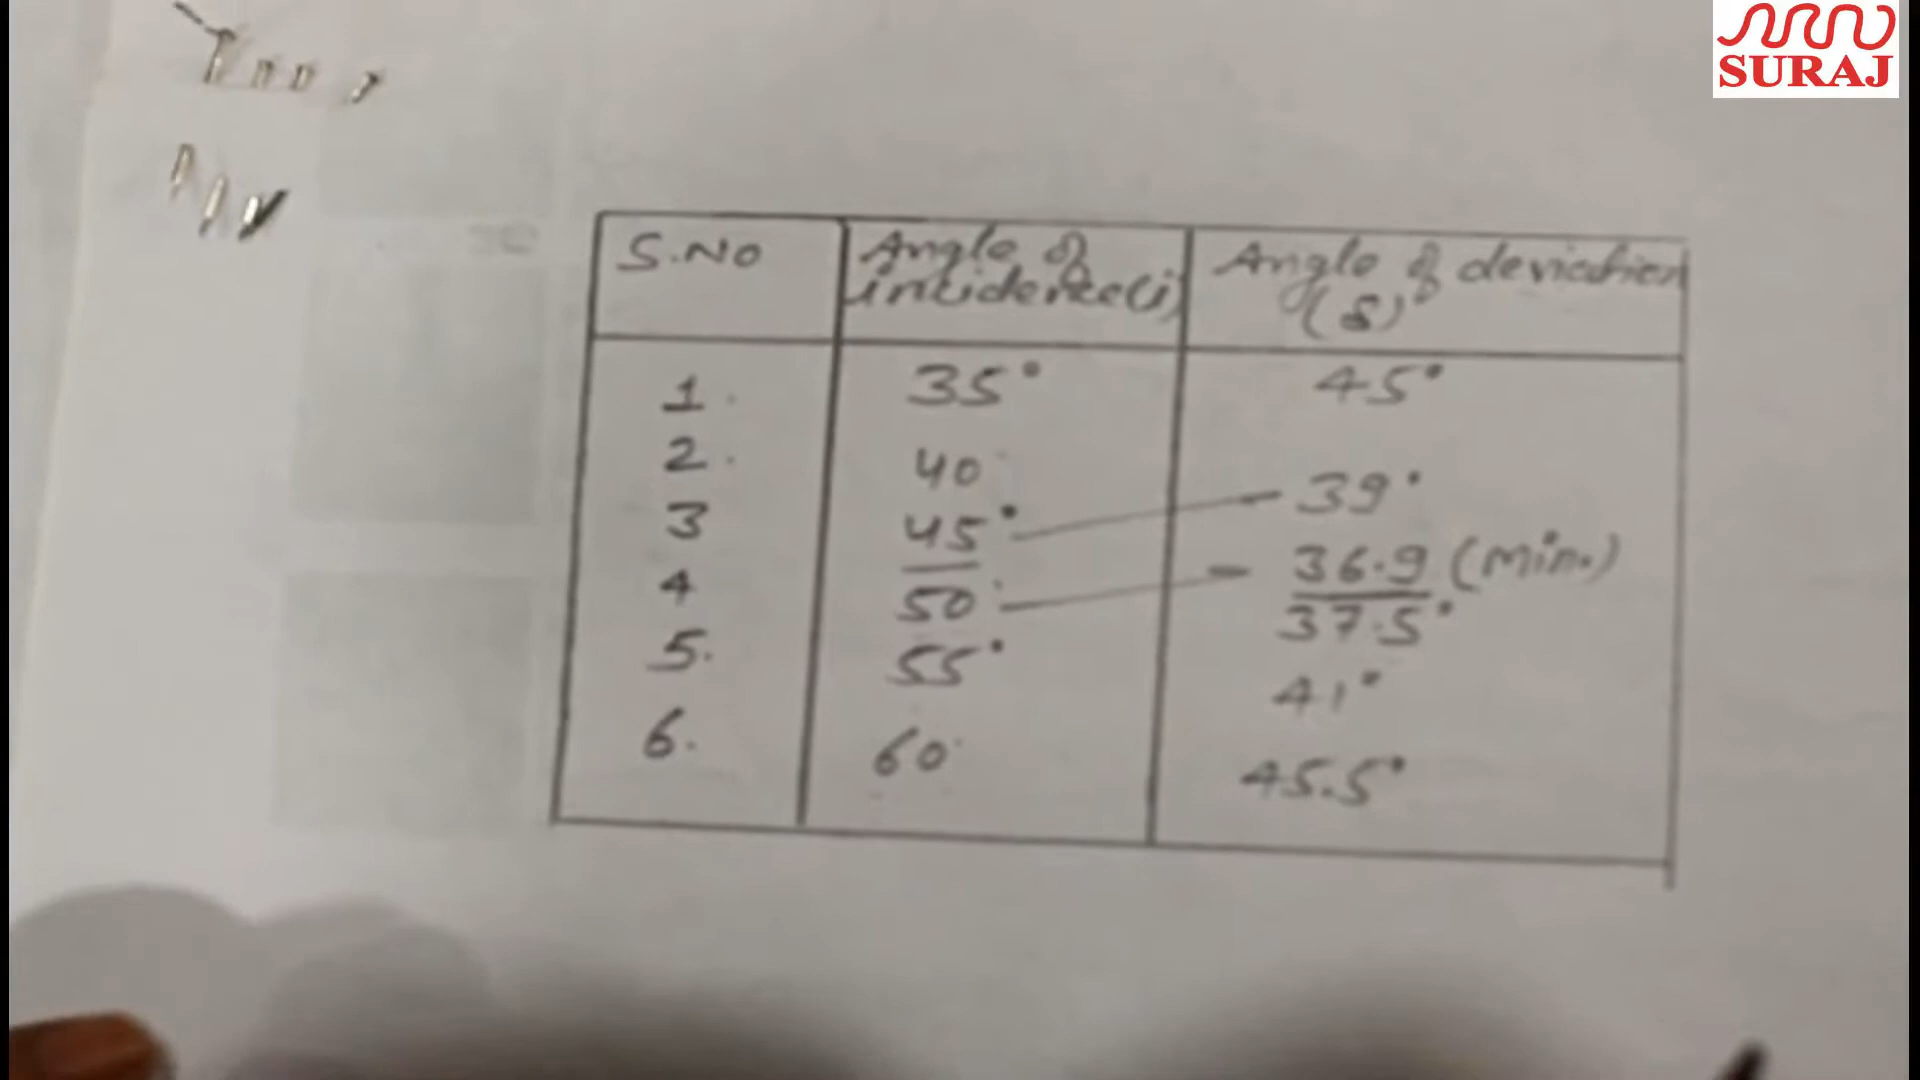 SURAJ
S.No Angle of incidence(i) Angle of deviation (δ)
1. 35° 45°
2. 40 39°
3 45° 36.9 (Min.)
4 50 37.5°
5. 55° 41°
6. 60 45.5°